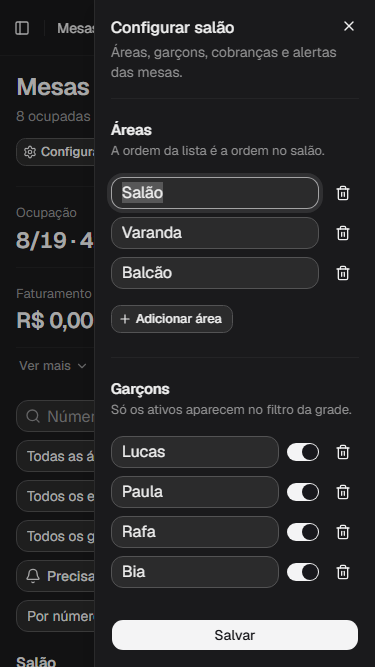 Mesas
Configurar salão
Áreas, garçons, cobranças e alertas
das mesas.
Mesas
8 ocupadas
Configur
Áreas
A ordem da lista é a ordem no salão.
Salão
Varanda
Balcão
Adicionar área
Ocupação
8/19 · 4
Faturamento
R$ 0,00
Ver mais
Garçons
Só os ativos aparecem no filtro da grade.
Lucas
Paula
Rafa
Bia
Númer
Todas as á
Todos os e
Todos os g
Precisa
Por número
Salão
Salvar